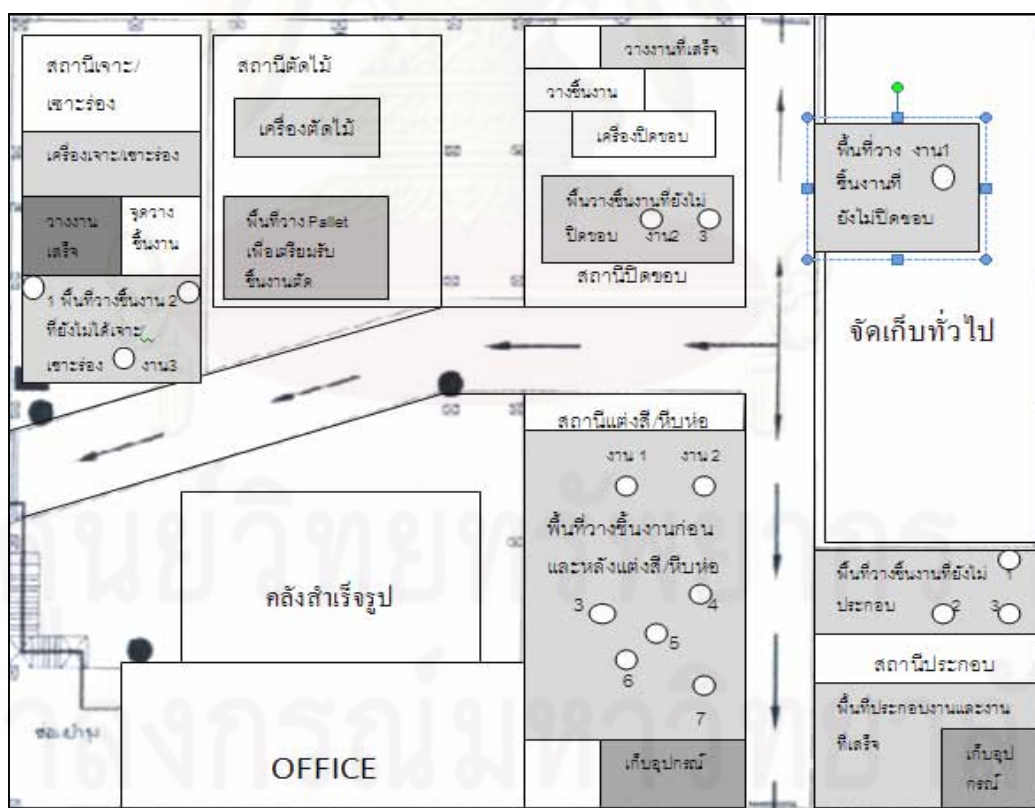 สถานีเจาะ/
เซาะร่อง
เครื่องเจาะ/เซาะร่อง
วางงาน
เสร็จ
จุดวาง
ชิ้นงาน
1 พื้นที่วางชิ้นงาน 2
ที่ยังไม่ได้เจาะ/
เซาะร่อง งาน3
สถานีตัดไม้
เครื่องตัดไม้
พื้นที่วาง Pallet
เพื่อเตรียมรับ
ชิ้นงานตัด
วางงานที่เสร็จ
วางชิ้นงาน
เครื่องปิดขอบ
พื้นวางชิ้นงานที่ยังไม่
ปิดขอบ งาน2 3
สถานีปิดขอบ
พื้นที่วาง งาน1
ชิ้นงานที่
ยังไม่ปิดขอบ
จัดเก็บทั่วไป
สถานีแต่งสี/หีบห่อ
งาน 1 งาน 2
พื้นที่วางชิ้นงานก่อน
และหลังแต่งสี/หีบห่อ
3
4
5
6
7
เก็บอุปกรณ์
คลังสำเร็จรูป
OFFICE
พื้นที่วางชิ้นงานที่ยังไม่ 1
ประกอบ 2 3
สถานีประกอบ
พื้นที่ประกอบงานและงาน
ที่เสร็จ
เก็บอุป
กรณ์
ศูนย์วิทยทรัพยากร